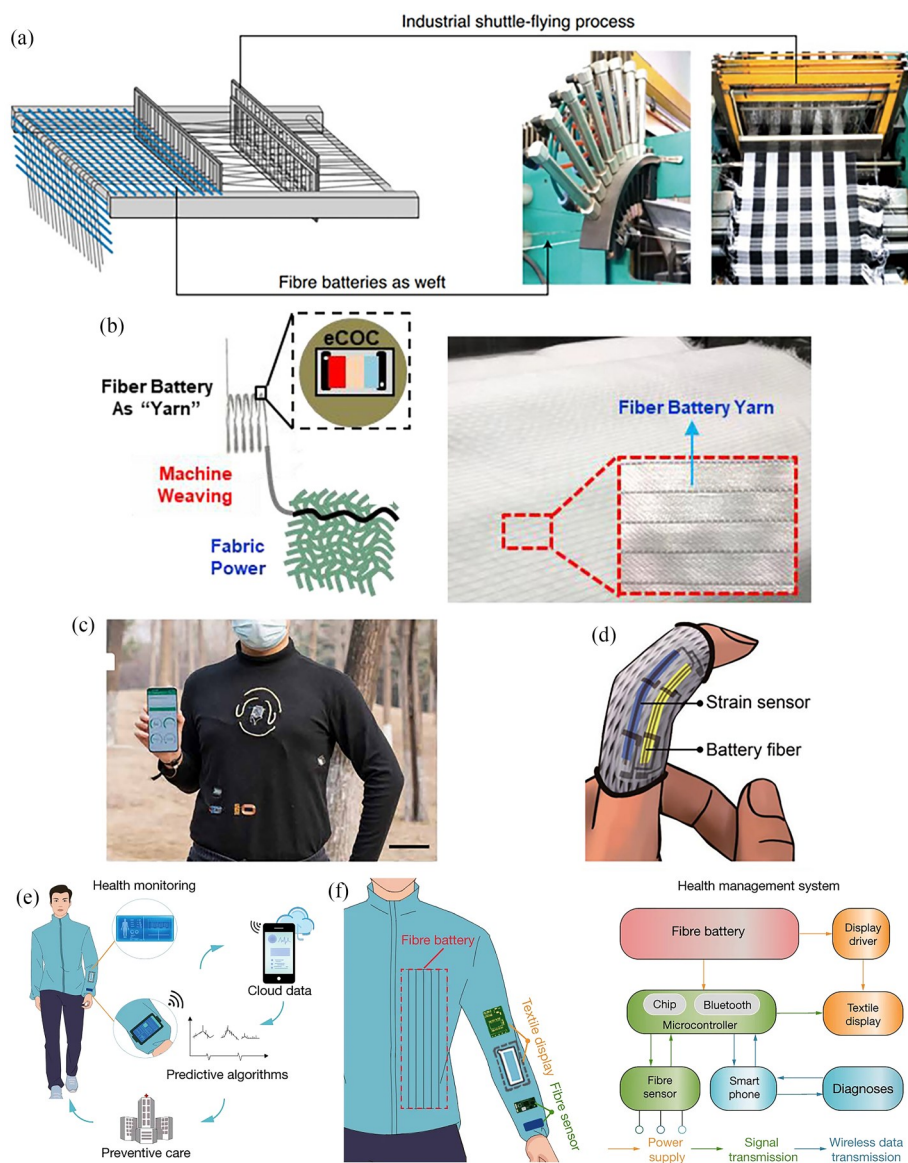 (a)
Industrial shuttle-flying process
Fibre batteries as weft
(b)
eCOC
Fiber Battery
As “Yarn”
Machine
Weaving
Fabric
Power
Fiber Battery Yarn
(c)
(d)
Strain sensor
Battery fiber
(e)
Health monitoring
Cloud data
Predictive algorithms
Preventive care
(f)
Fibre battery
Textile display
Fibre sensor
Health management system
Fibre battery
Display
driver
Chip
Bluetooth
Microcontroller
Textile
display
Fibre
sensor
Smart
phone
Diagnoses
Power
supply
Signal
transmission
Wireless data
transmission